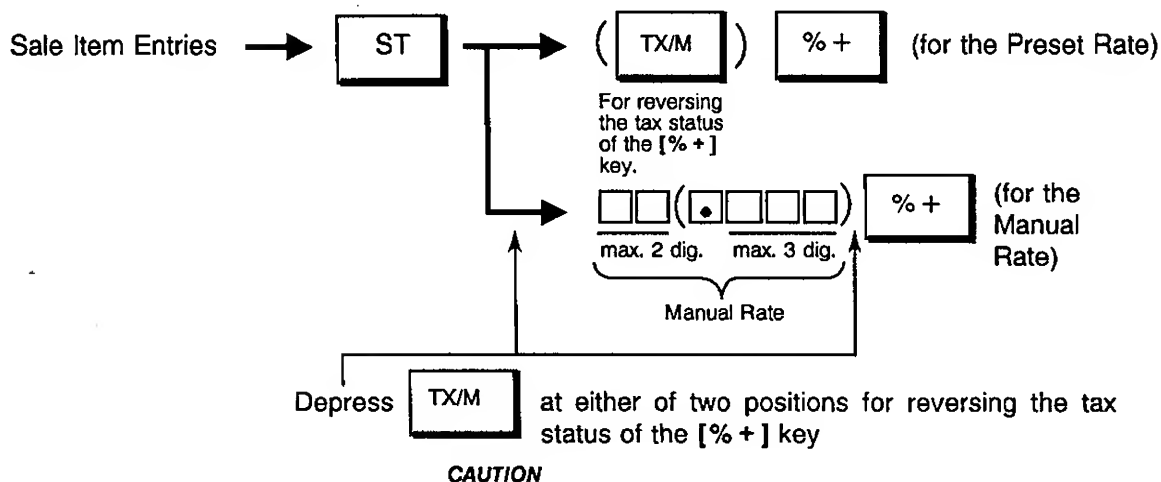 Sale Item Entries ST ( TX/M ) % + (for the Preset Rate)
For reversing
the tax status
of the [% +]
key.
( . ) % + (for the
Manual
Rate)
max. 2 dig. max. 3 dig.
Manual Rate
Depress TX/M at either of two positions for reversing the tax
status of the [% +] key
CAUTION